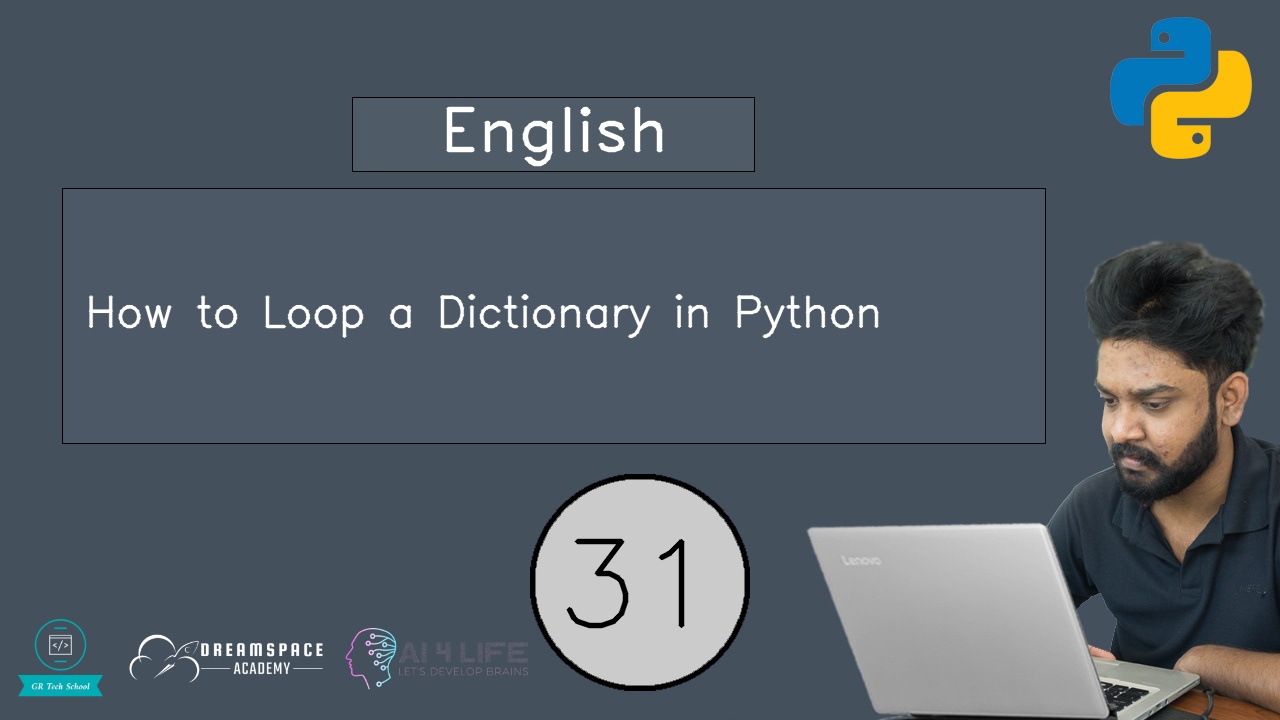 English
How to Loop a Dictionary in Python
31
Lenovo
GR Tech School
DREAMSPACE
ACADEMY
AI 4 LIFE
LET'S DEVELOP BRAINS